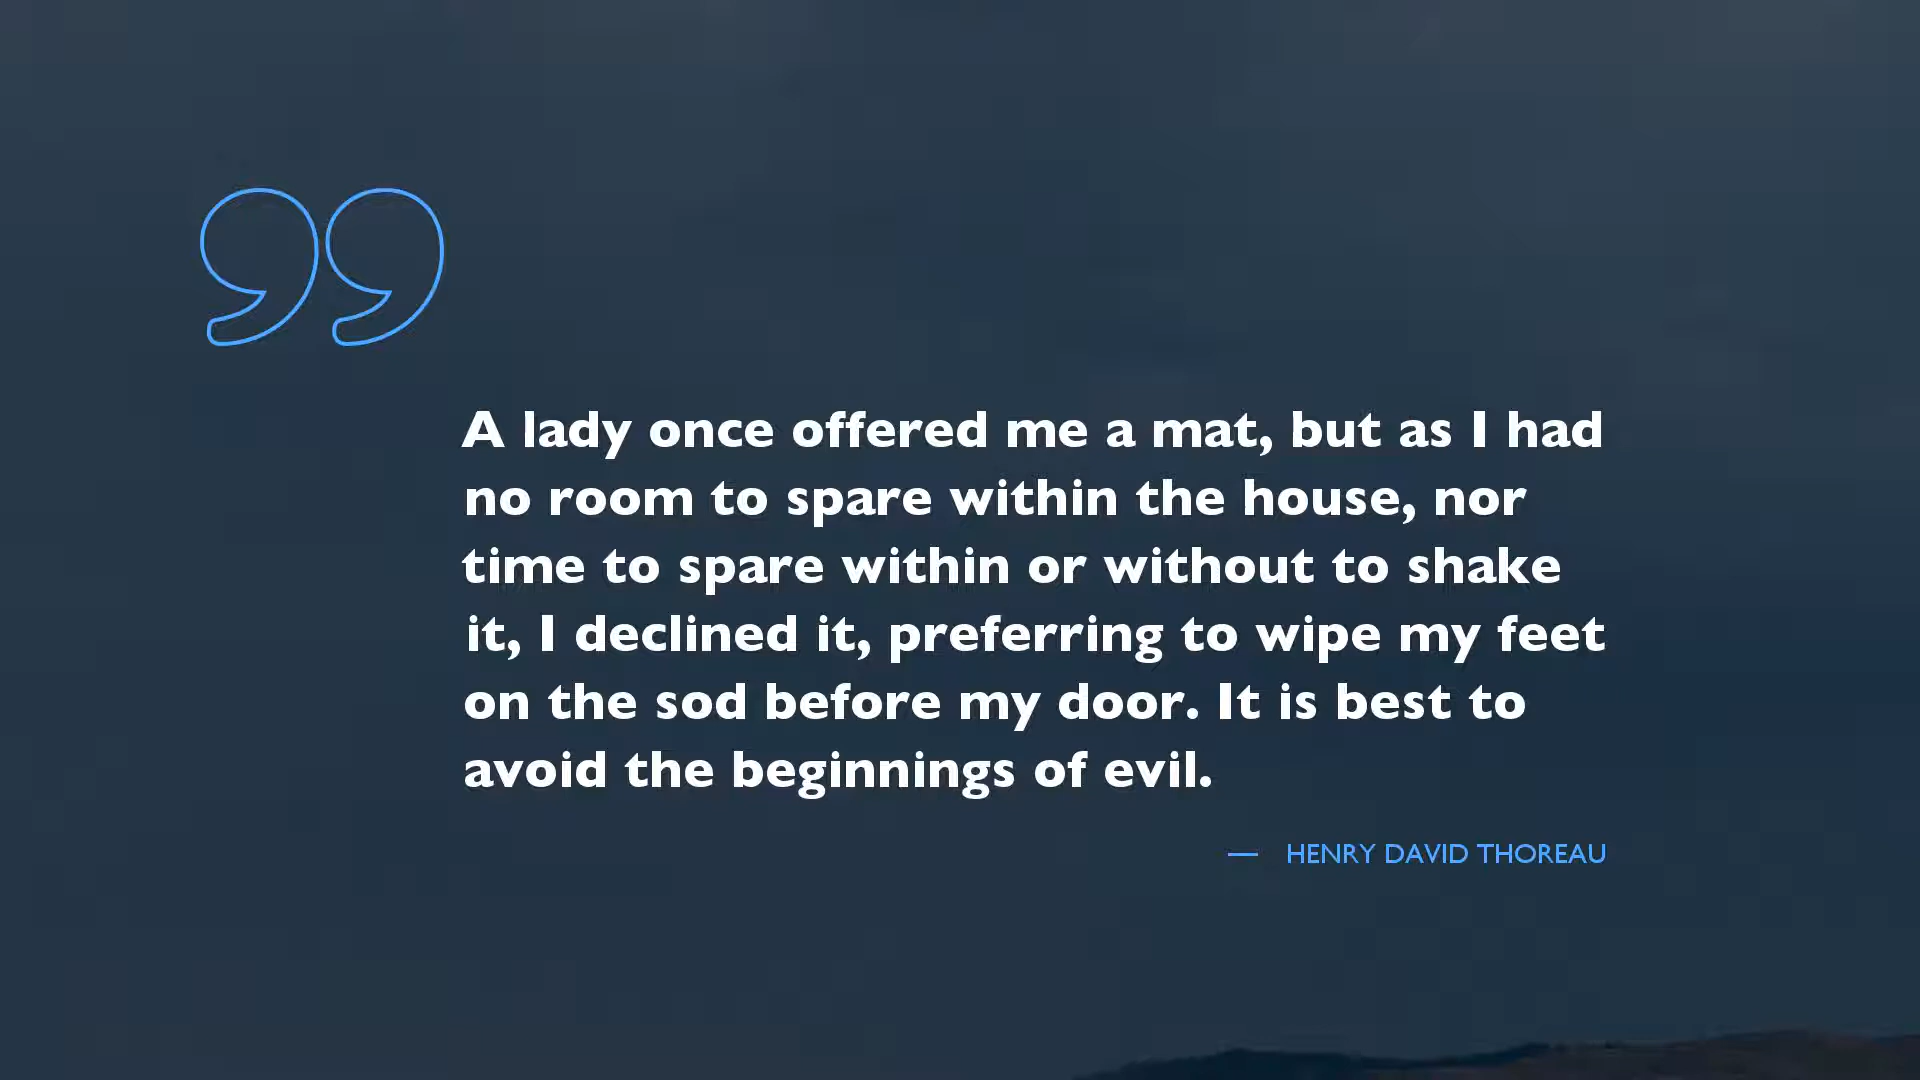 A lady once offered me a mat, but as I had
no room to spare within the house, nor
time to spare within or without to shake
it, I declined it, preferring to wipe my feet
on the sod before my door. It is best to
avoid the beginnings of evil.
— HENRY DAVID THOREAU